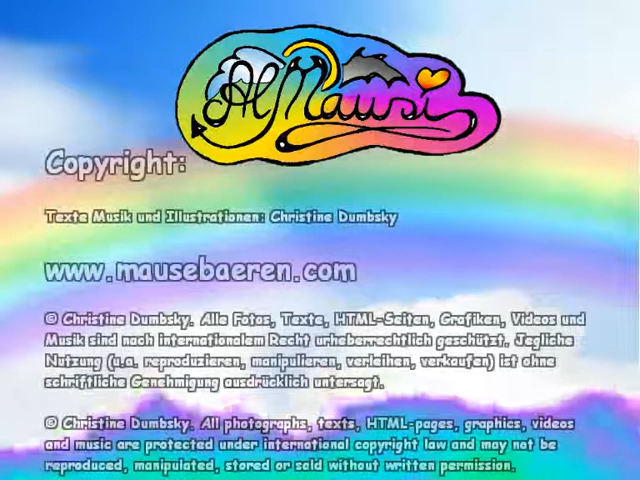 Al Mausi
Copyright:
Texte Musik und Illustrationen: Christine Dumbsky
www.mausebaeren.com
© Christine Dumbsky. Alle Fotos, Texte, HTML-Seiten, Grafiken, Videos und
Musik sind nach internationalem Recht urheberrechtlich geschützt. Jegliche
Nutzung (u.a. reproduzieren, manipulieren, verleihen, verkaufen) ist ohne
schriftliche Genehmigung ausdrücklich untersagt.
© Christine Dumbsky. All photographs, texts, HTML-pages, graphics, videos
and music are protected under international copyright law and may not be
reproduced, manipulated, stored or sold without written permission.